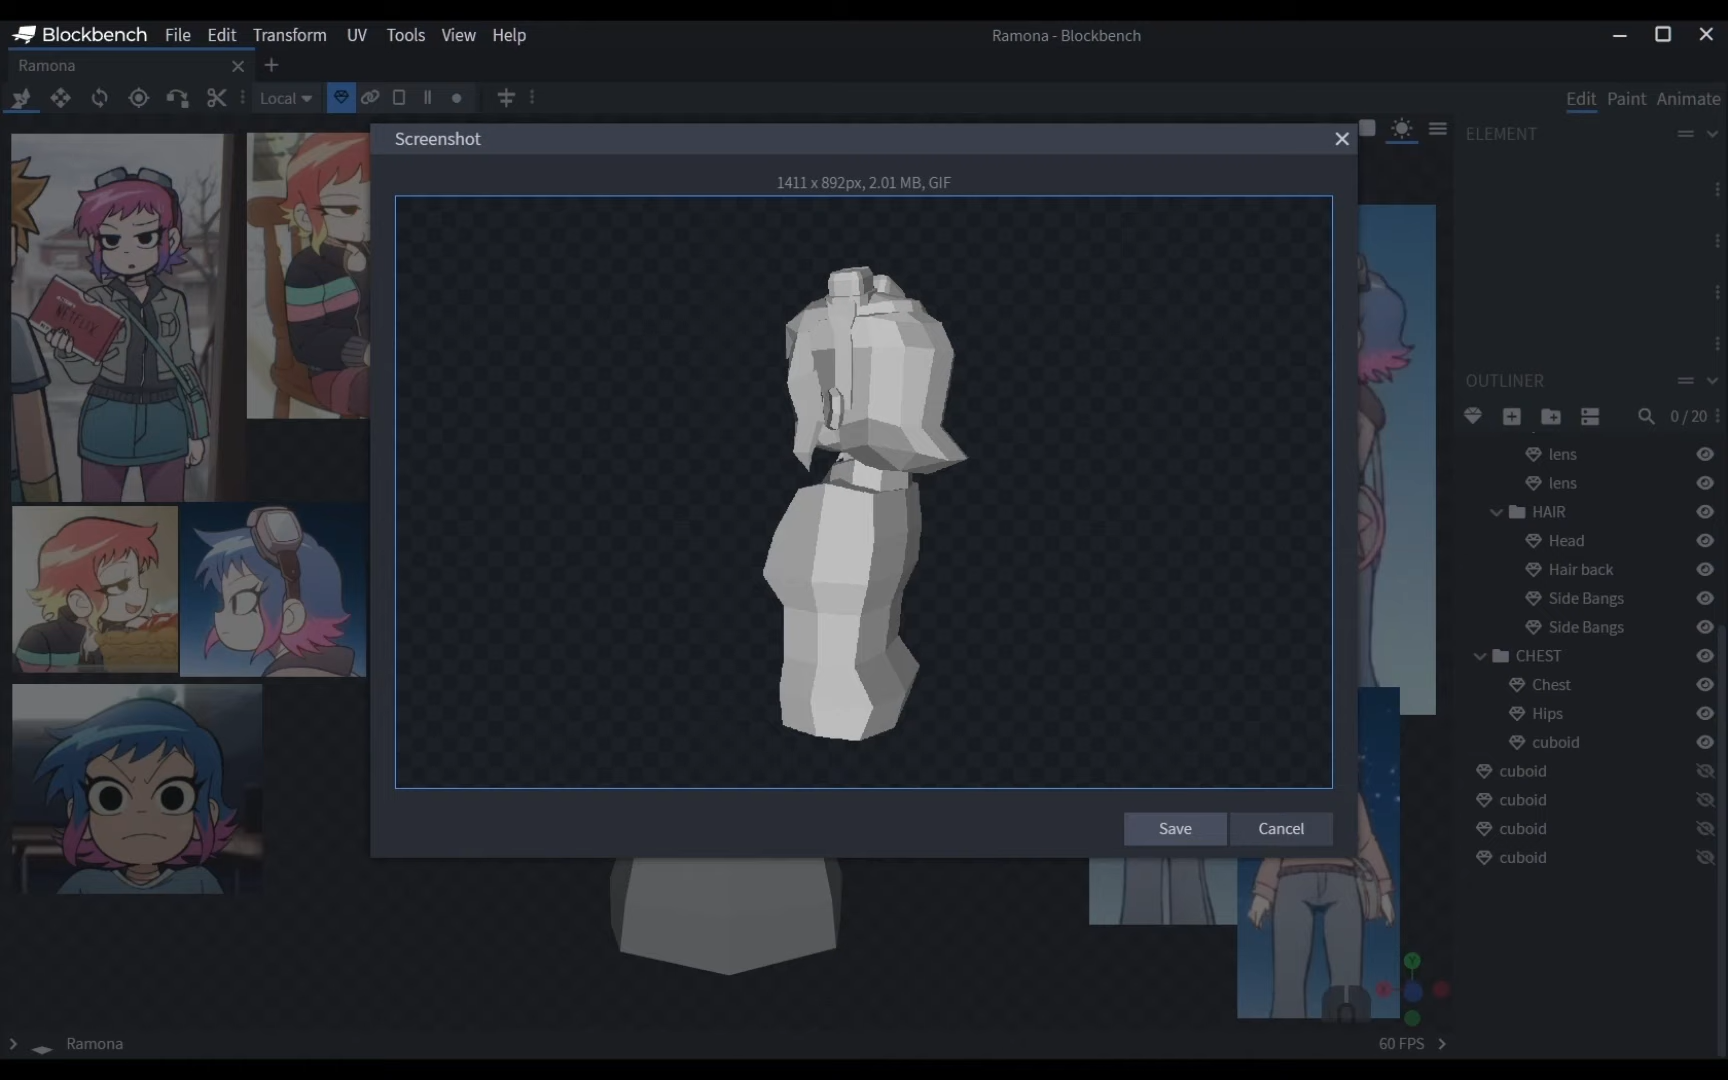 Blockbench File Edit Transform UV Tools View Help
Ramona - Blockbench
Ramona
Local
Edit Paint Animate
Screenshot
1411 x 892px, 2.01 MB, GIF
NETFLIX
Save
Cancel
ELEMENT
OUTLINER
0 / 20
lens
lens
HAIR
Head
Hair back
Side Bangs
Side Bangs
CHEST
Chest
Hips
cuboid
cuboid
cuboid
cuboid
cuboid
Y
Ramona
60 FPS